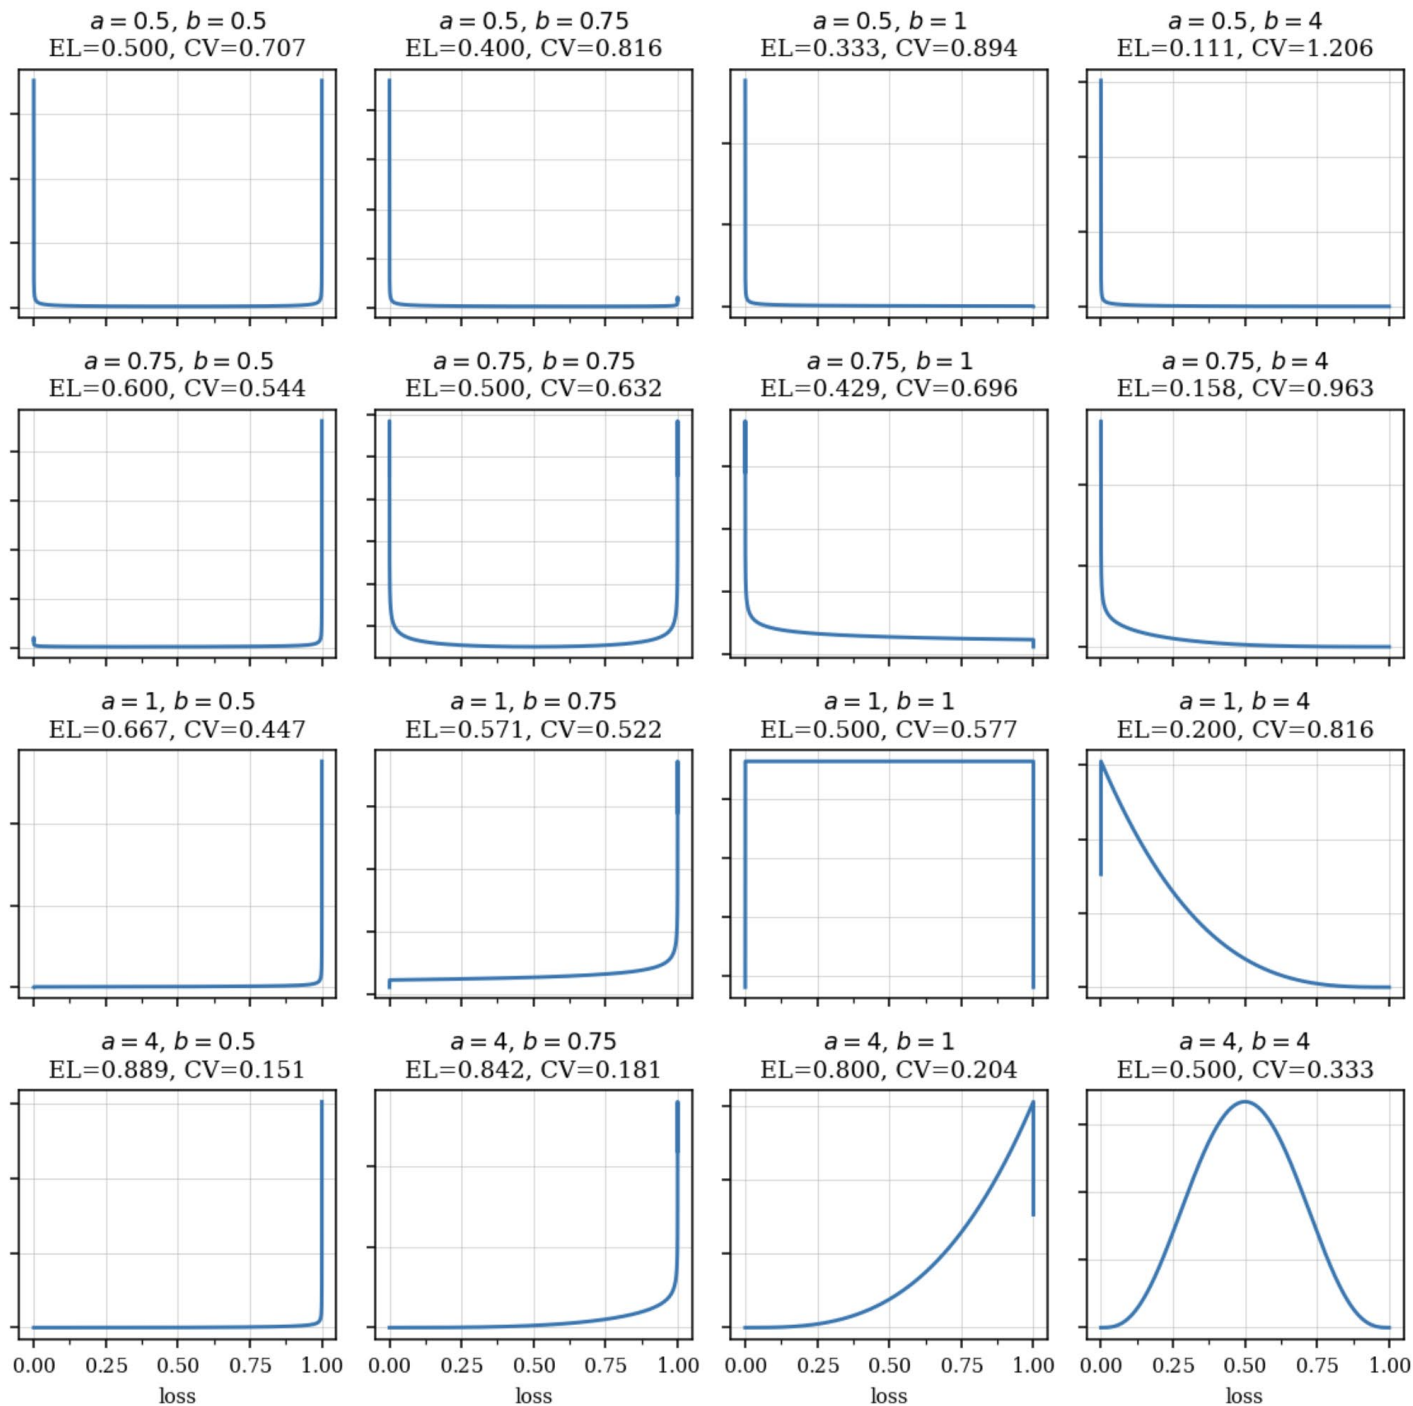 a = 0.5, b = 0.5
EL=0.500, CV=0.707
a = 0.5, b = 0.75
EL=0.400, CV=0.816
a = 0.5, b = 1
EL=0.333, CV=0.894
a = 0.5, b = 4
EL=0.111, CV=1.206
a = 0.75, b = 0.5
EL=0.600, CV=0.544
a = 0.75, b = 0.75
EL=0.500, CV=0.632
a = 0.75, b = 1
EL=0.429, CV=0.696
a = 0.75, b = 4
EL=0.158, CV=0.963
a = 1, b = 0.5
EL=0.667, CV=0.447
a = 1, b = 0.75
EL=0.571, CV=0.522
a = 1, b = 1
EL=0.500, CV=0.577
a = 1, b = 4
EL=0.200, CV=0.816
a = 4, b = 0.5
EL=0.889, CV=0.151
a = 4, b = 0.75
EL=0.842, CV=0.181
a = 4, b = 1
EL=0.800, CV=0.204
a = 4, b = 4
EL=0.500, CV=0.333
0.00 0.25 0.50 0.75 1.00
loss
0.00 0.25 0.50 0.75 1.00
loss
0.00 0.25 0.50 0.75 1.00
loss
0.00 0.25 0.50 0.75 1.00
loss